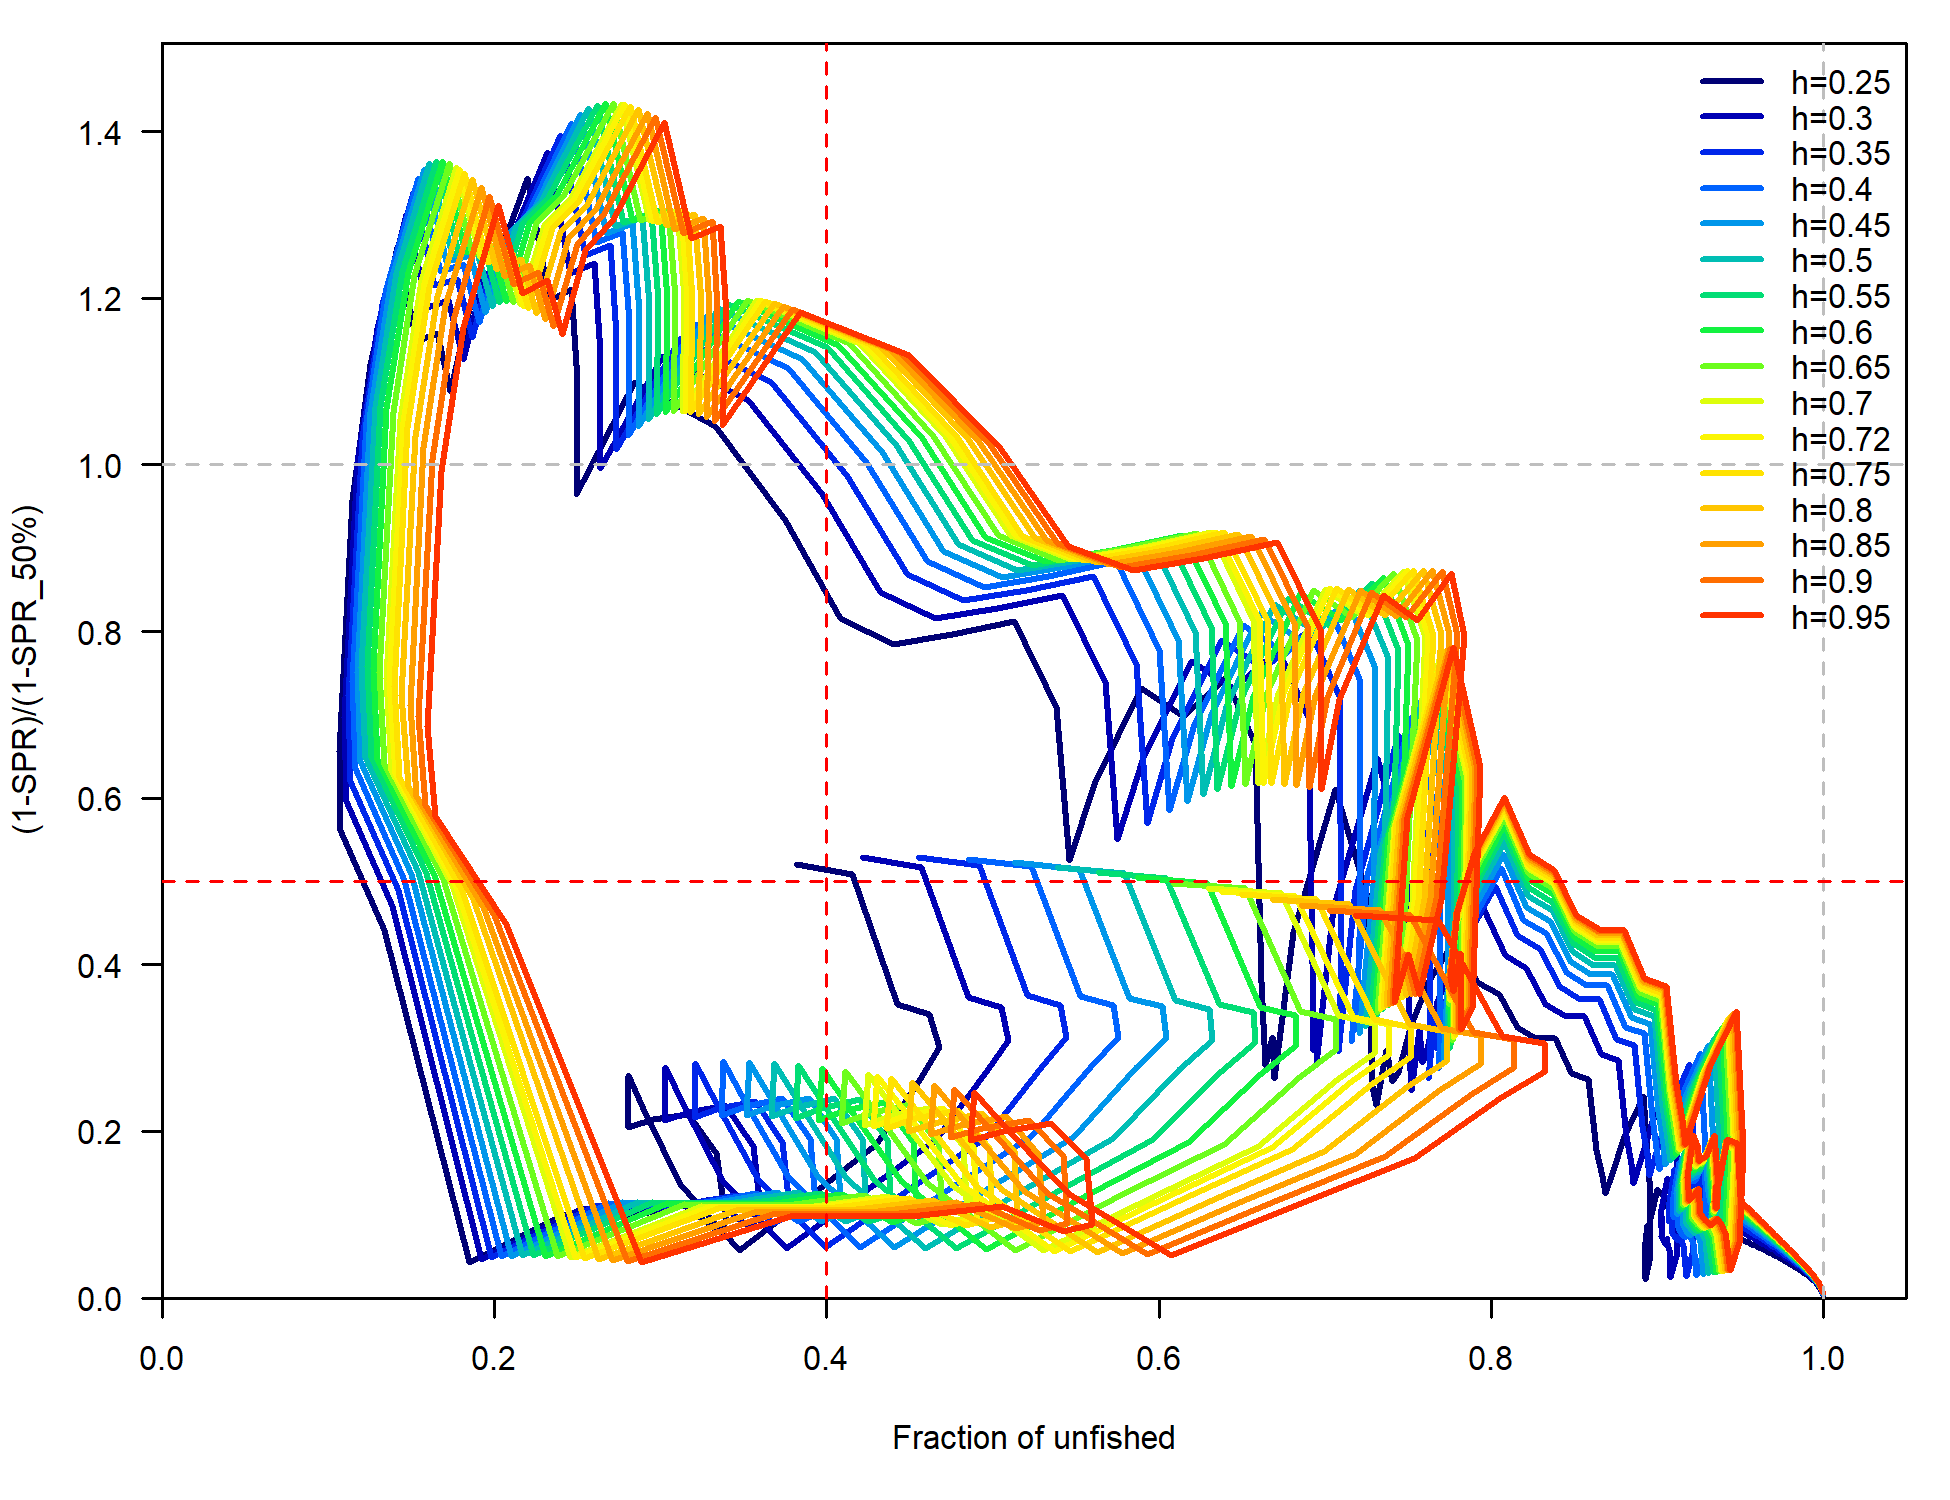 (1-SPR)/(1-SPR_50%)
1.4
1.2
1.0
0.8
0.6
0.4
0.2
0.0
h=0.25
h=0.3
h=0.35
h=0.4
h=0.45
h=0.5
h=0.55
h=0.6
h=0.65
h=0.7
h=0.72
h=0.75
h=0.8
h=0.85
h=0.9
h=0.95
0.0 0.2 0.4 0.6 0.8 1.0
Fraction of unfished